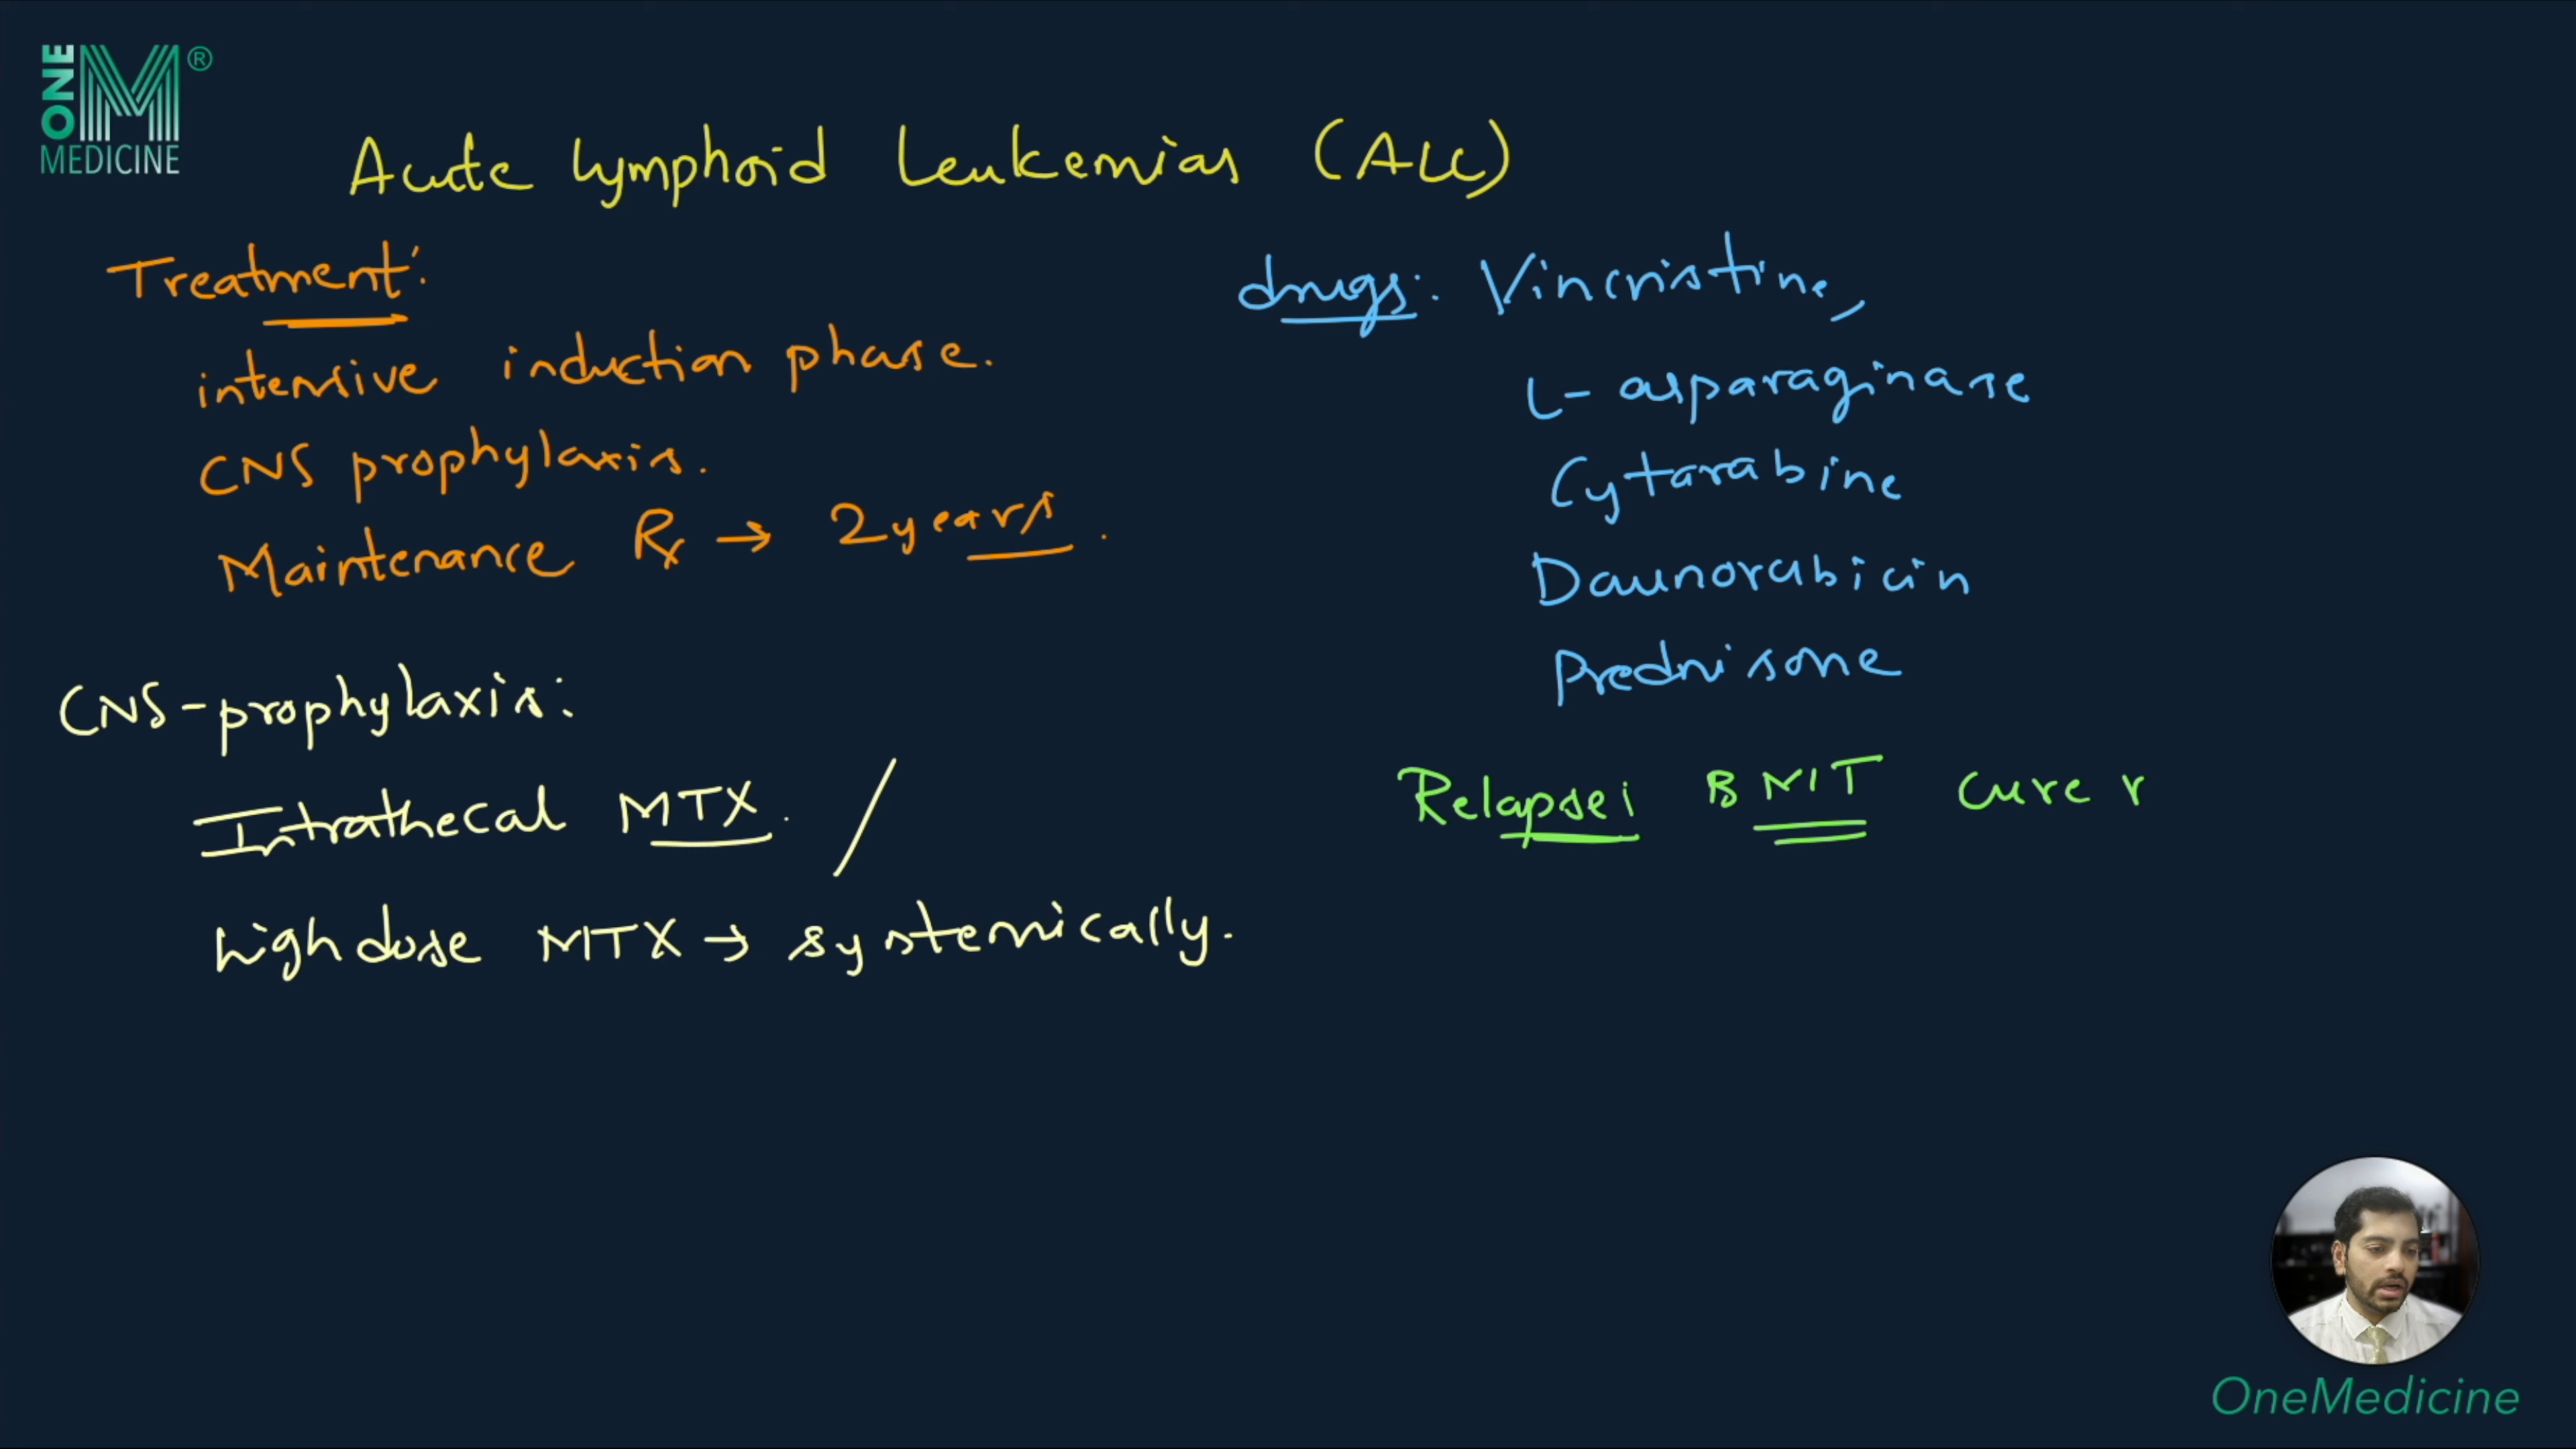 ONE M®
MEDICINE
Acute Lymphoid Leukemias (ALL)
Treatment:
intensive induction phase.
CNS prophylaxis.
Maintenance Rx → 2 years.
CNS-prophylaxis:
Intrathecal MTX. /
high dose MTX → systemically.
drugs: Vincristine,
L-asparaginase
Cytarabine
Daunorubicin
Prednisone
Relapse: BMT cure r
OneMedicine